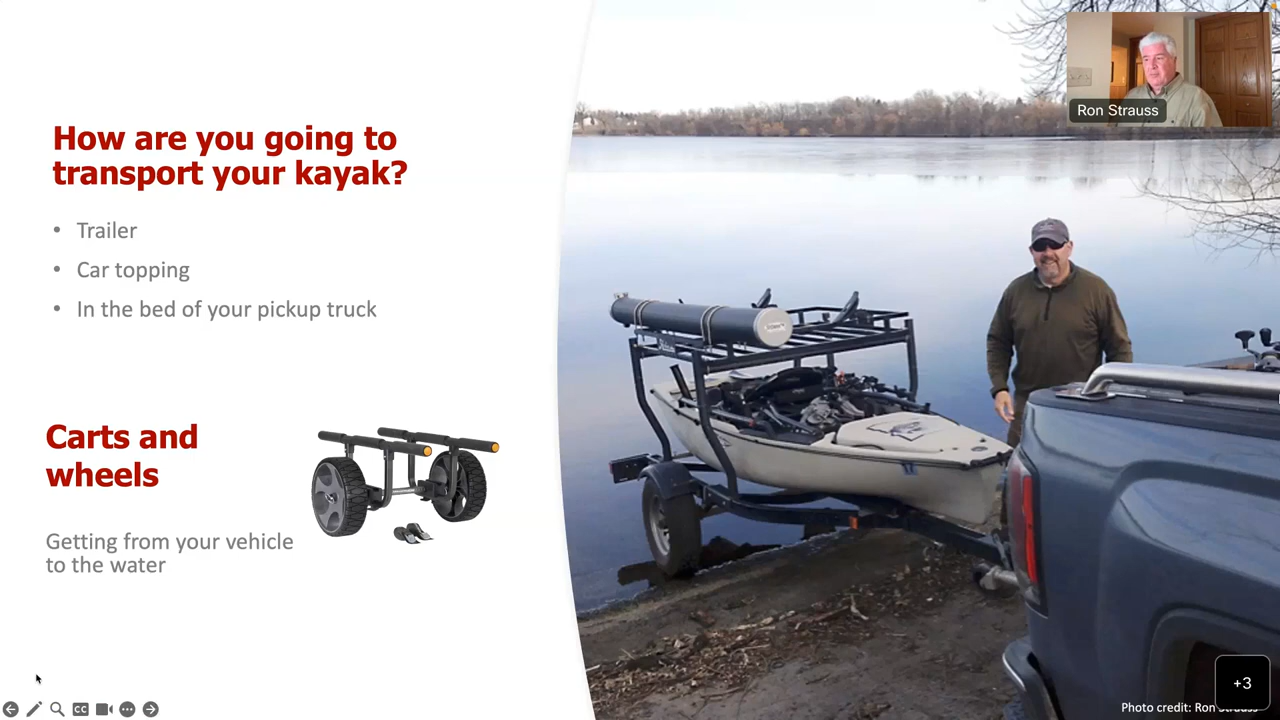 How are you going to
transport your kayak?
• Trailer
• Car topping
• In the bed of your pickup truck
Carts and
wheels
Getting from your vehicle
to the water
Ron Strauss
CC
+3
Photo credit: Ron Strauss